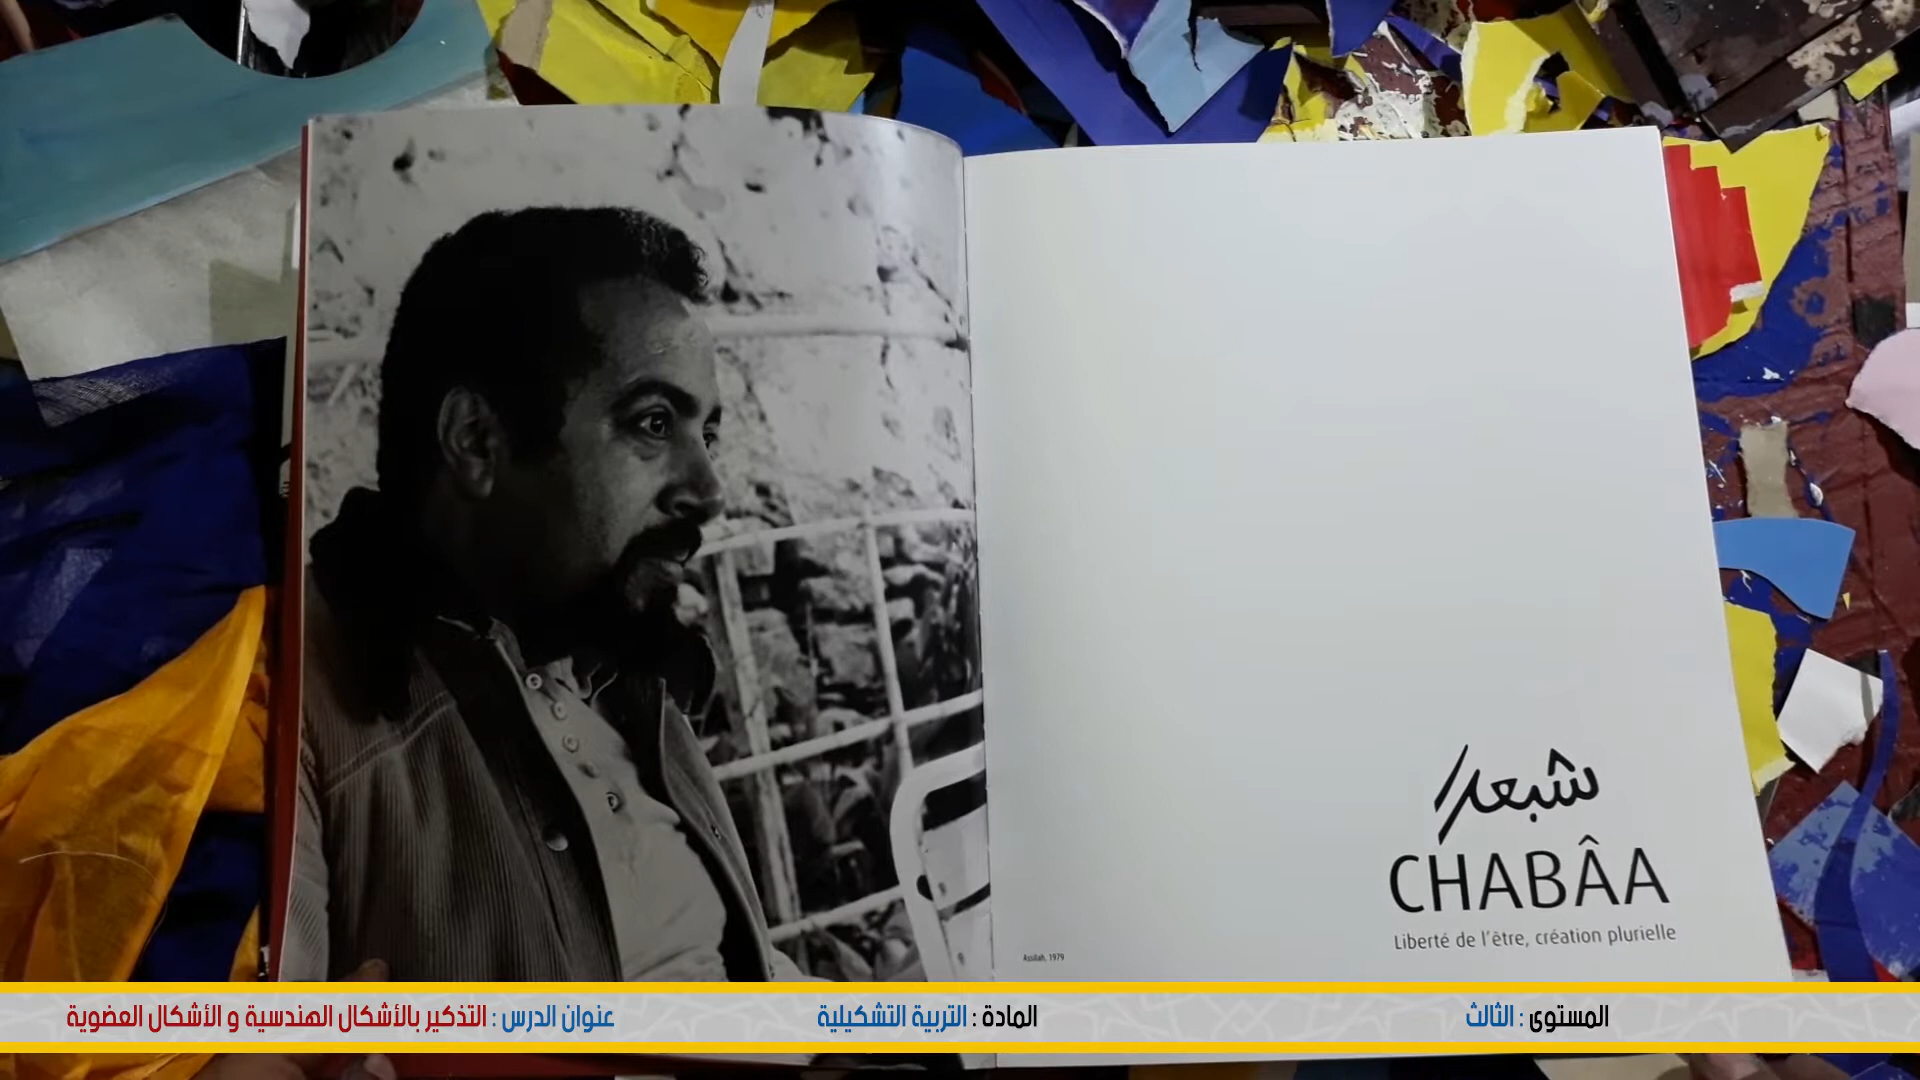 شبعا
CHABÂA
Liberté de l'être, création plurielle
Assilah, 1979
المستوى : الثالث
المادة : التربية التشكيلية
عنوان الدرس : التذكير بالأشكال الهندسية و الأشكال العضوية